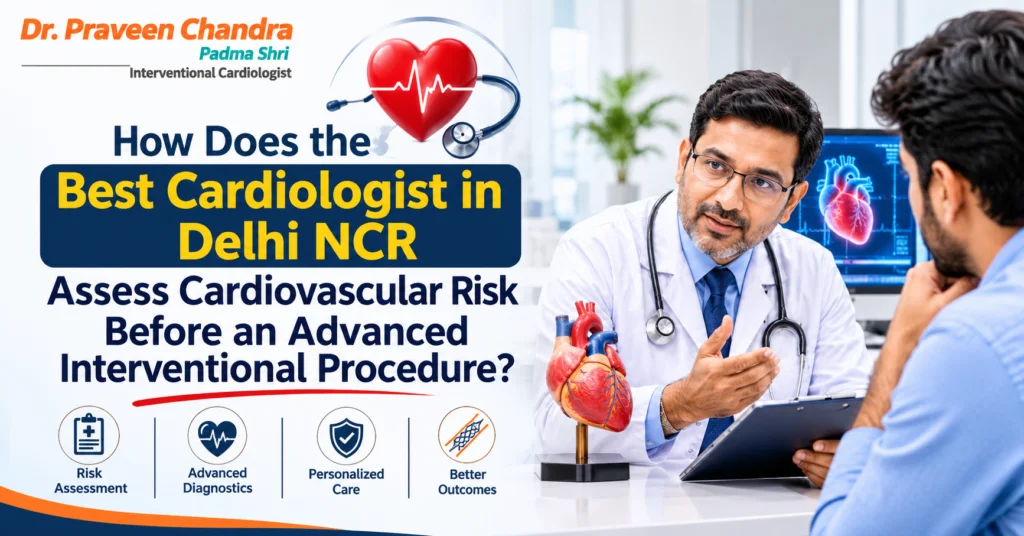 Dr. Praveen Chandra
Padma Shri
Interventional Cardiologist
How Does the
Best Cardiologist in
Delhi NCR
Assess Cardiovascular Risk
Before an Advanced
Interventional Procedure?
Risk
Assessment
Advanced
Diagnostics
Personalized
Care
Better
Outcomes